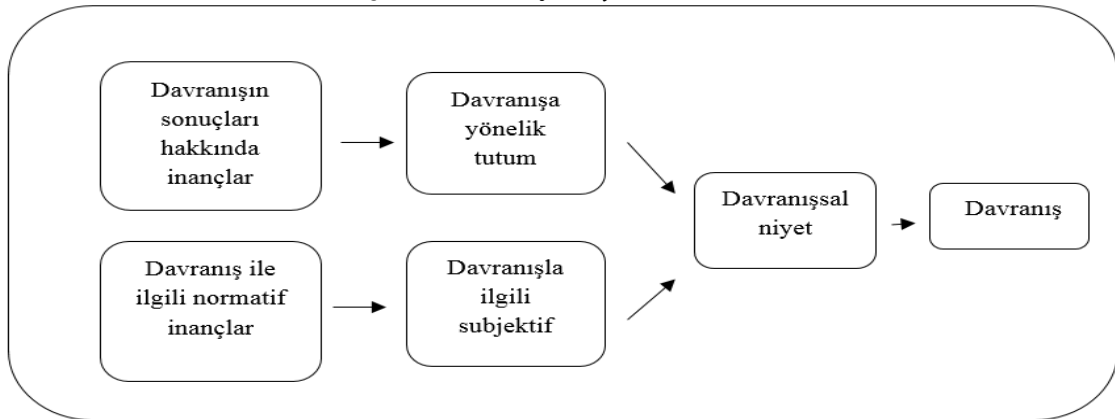 Davranışın
sonuçları
hakkında
inançlar
Davranışa
yönelik
tutum
Davranışsal
niyet
Davranış
Davranış ile
ilgili normatif
inançlar
Davranışla
ilgili
subjektif